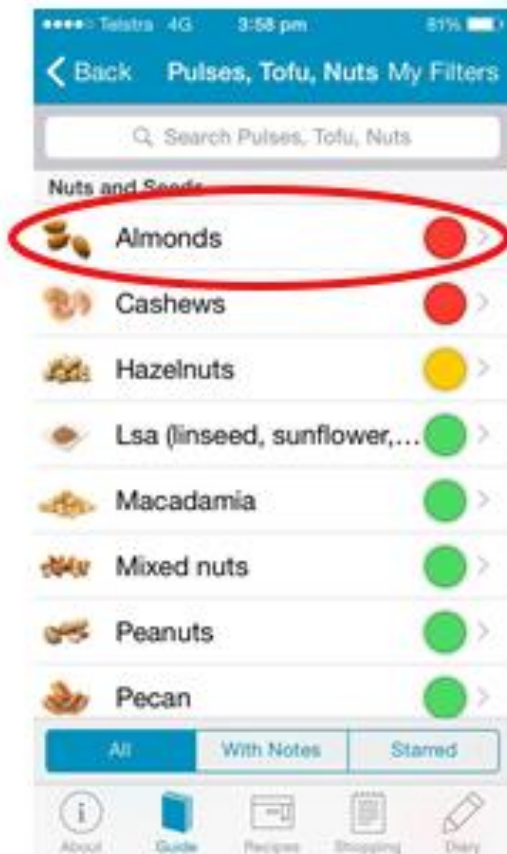 Telstra 4G 3:58 pm 81%
Back Pulses, Tofu, Nuts My Filters
Search Pulses, Tofu, Nuts
Nuts and Seeds
Almonds
Cashews
Hazelnuts
Lsa (linseed, sunflower,...
Macadamia
Mixed nuts
Peanuts
Pecan
All With Notes Starred
About Guide Recipes Shopping Diary